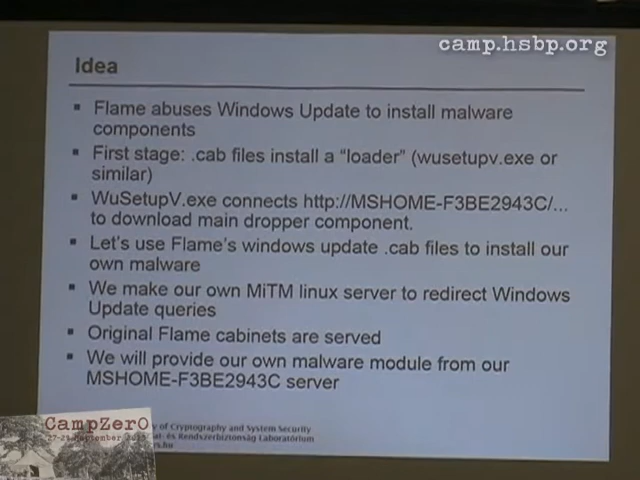 camp.hsbp.org
Idea
Flame abuses Windows Update to install malware
components
First stage: .cab files install a “loader” (wusetupv.exe or
similar)
WuSetupV.exe connects http://MSHOME-F3BE2943C/...
to download main dropper component.
Let's use Flame's windows update .cab files to install our
own malware
We make our own MiTM linux server to redirect Windows
Update queries
Original Flame cabinets are served
We will provide our own malware module from our
MSHOME-F3BE2943C server
of Cryptography and System Security
és Rendszerbiztonság Laboratórium
CampZer0
September